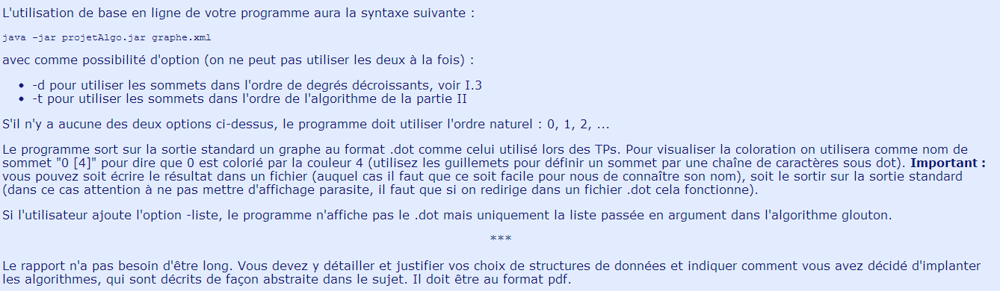 L'utilisation de base en ligne de votre programme aura la syntaxe suivante :
java -jar projetAlgo.jar graphe.xml
avec comme possibilité d'option (on ne peut pas utiliser les deux à la fois) :
• -d pour utiliser les sommets dans l'ordre de degrés décroissants, voir I.3
• -t pour utiliser les sommets dans l'ordre de l'algorithme de la partie II
S'il n'y a aucune des deux options ci-dessus, le programme doit utiliser l'ordre naturel : 0, 1, 2, ...
Le programme sort sur la sortie standard un graphe au format .dot comme celui utilisé lors des TPs. Pour visualiser la coloration on utilisera comme nom de
sommet "0 [4]" pour dire que 0 est colorié par la couleur 4 (utilisez les guillemets pour définir un sommet par une chaîne de caractères sous dot). Important :
vous pouvez soit écrire le résultat dans un fichier (auquel cas il faut que ce soit facile pour nous de connaître son nom), soit le sortir sur la sortie standard
(dans ce cas attention à ne pas mettre d'affichage parasite, il faut que si on redirige dans un fichier .dot cela fonctionne).
Si l'utilisateur ajoute l'option -liste, le programme n'affiche pas le .dot mais uniquement la liste passée en argument dans l'algorithme glouton.
***
Le rapport n'a pas besoin d'être long. Vous devez y détailler et justifier vos choix de structures de données et indiquer comment vous avez décidé d'implanter
les algorithmes, qui sont décrits de façon abstraite dans le sujet. Il doit être au format pdf.